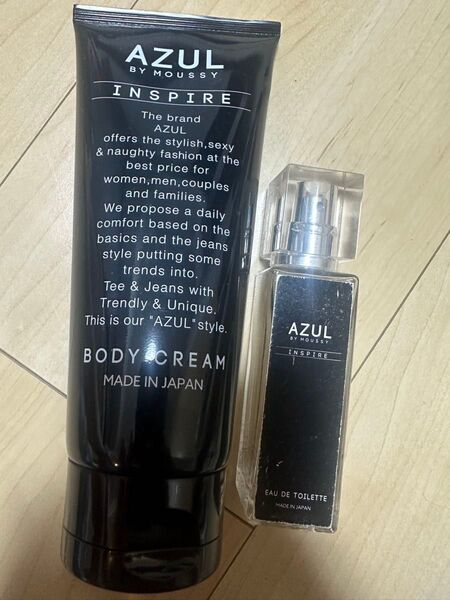 AZUL
BY MOUSSY
INSPIRE
The brand
AZUL
offers the stylish,sexy
& naughty fashion at the
best price for
women,men,couples
and families.
We propose a daily
comfort based on the
basics and the jeans
style putting some
trends into.
Tee & Jeans with
Trendly & Unique.
This is our "AZUL" style.
BODY CREAM
MADE IN JAPAN
AZUL
BY MOUSSY
INSPIRE
EAU DE TOILETTE
MADE IN JAPAN